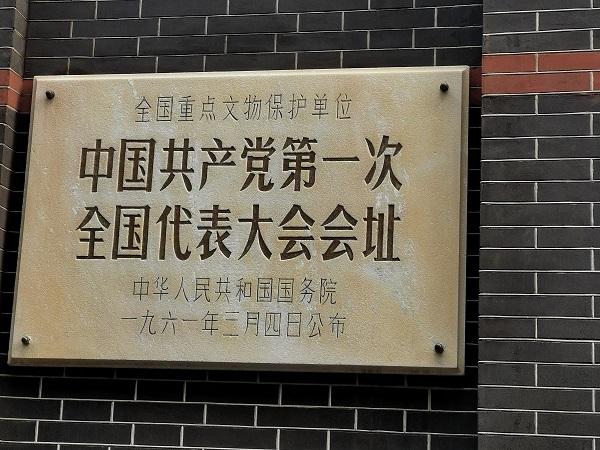 全国重点文物保护单位
中国共产党第一次
全国代表大会会址
中华人民共和国国务院
一九六一年三月四日公布